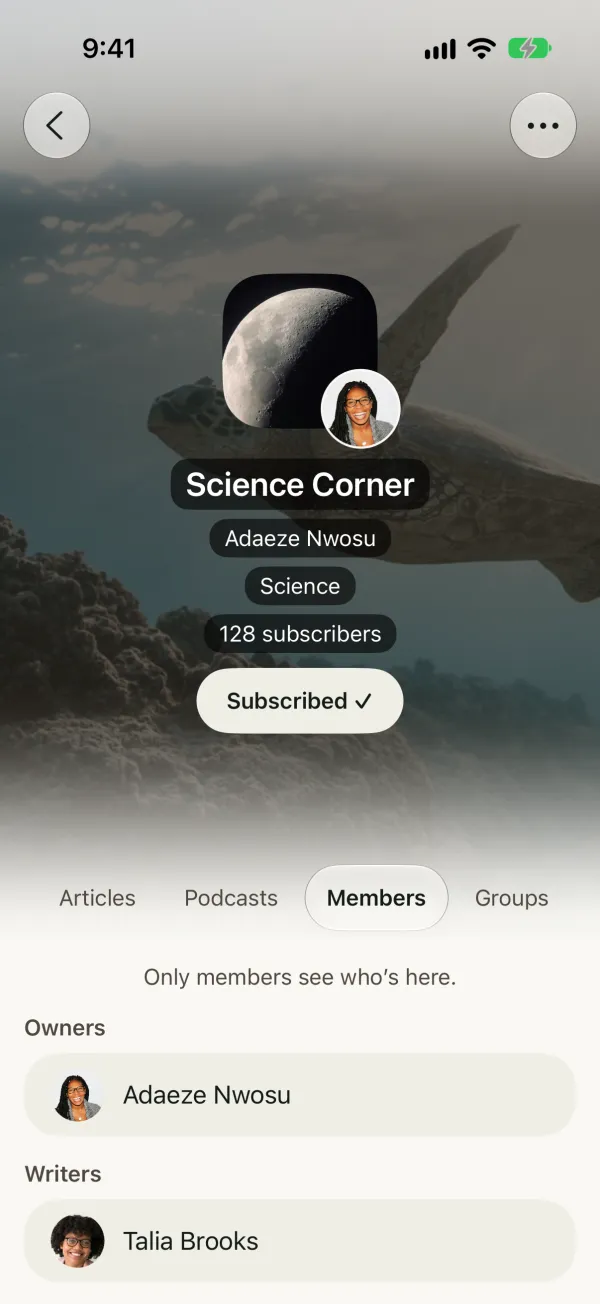 9:41
Science Corner
Adaeze Nwosu
Science
128 subscribers
Subscribed ✓
Articles Podcasts Members Groups
Only members see who’s here.
Owners
Adaeze Nwosu
Writers
Talia Brooks